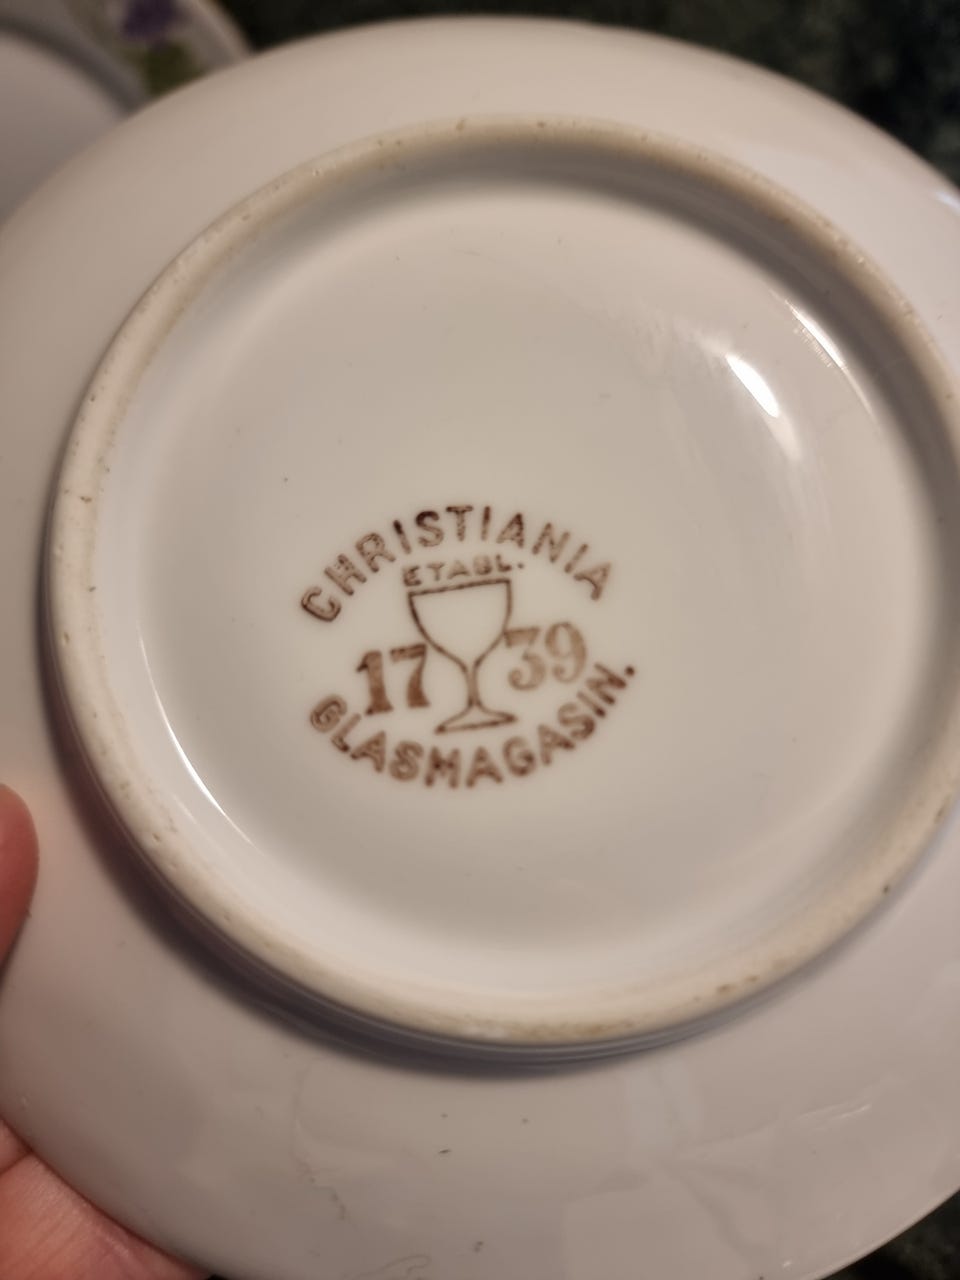 CHRISTIANIA
ETABL.
17 39
GLASMAGASIN.